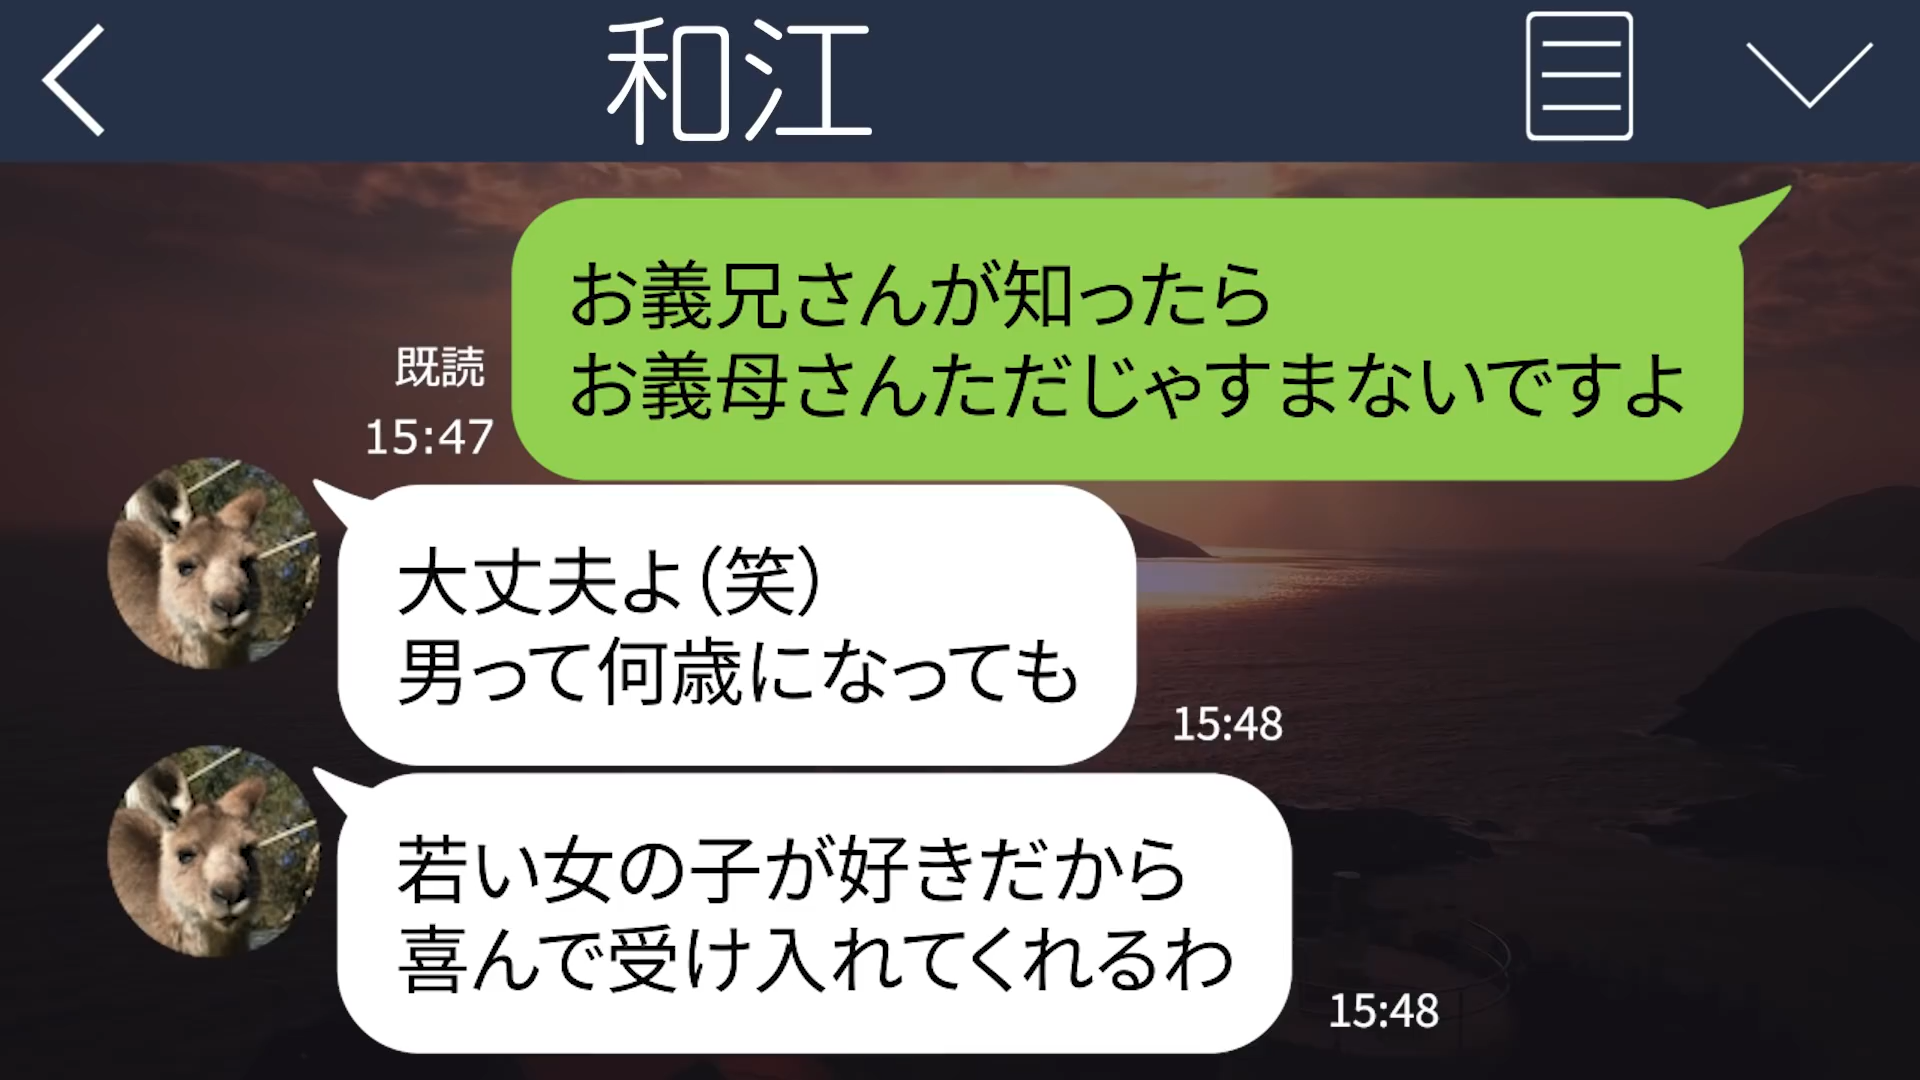 和江
お義兄さんが知ったら
お義母さんただじゃすまないですよ
既読
15:47
大丈夫よ(笑)
男って何歳になっても
15:48
若い女の子が好きだから
喜んで受け入れてくれるわ
15:48